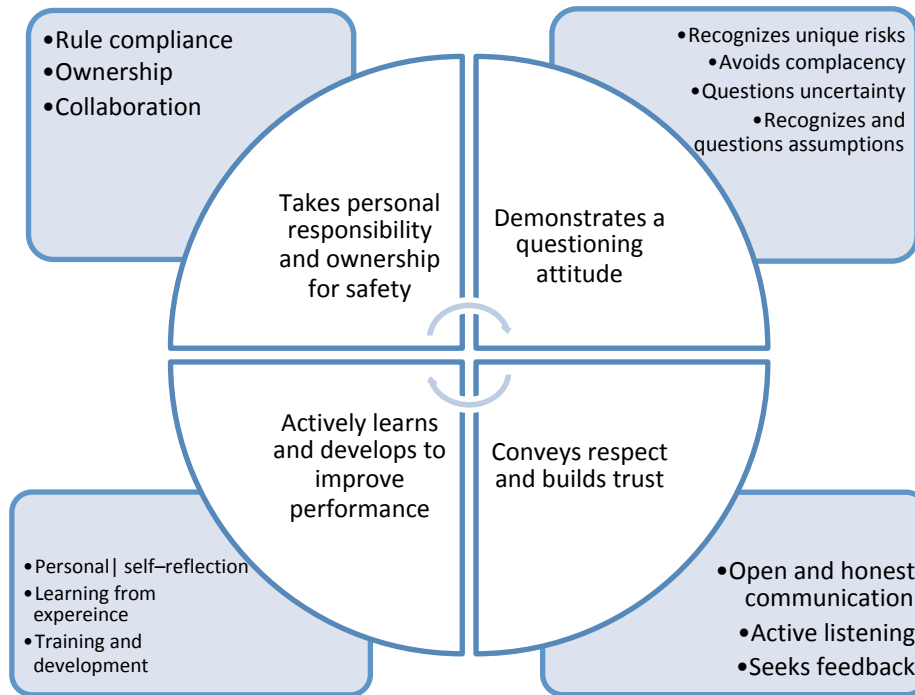 •Rule compliance
•Ownership
•Collaboration
•Recognizes unique risks
•Avoids complacency
•Questions uncertainty
•Recognizes and
questions assumptions
Takes personal
responsibility
and ownership
for safety
Demonstrates a
questioning
attitude
Actively learns
and develops to
improve
performance
Conveys respect
and builds trust
•Personal| self–reflection
•Learning from
expereince
•Training and
development
•Open and honest
communication
•Active listening
•Seeks feedback